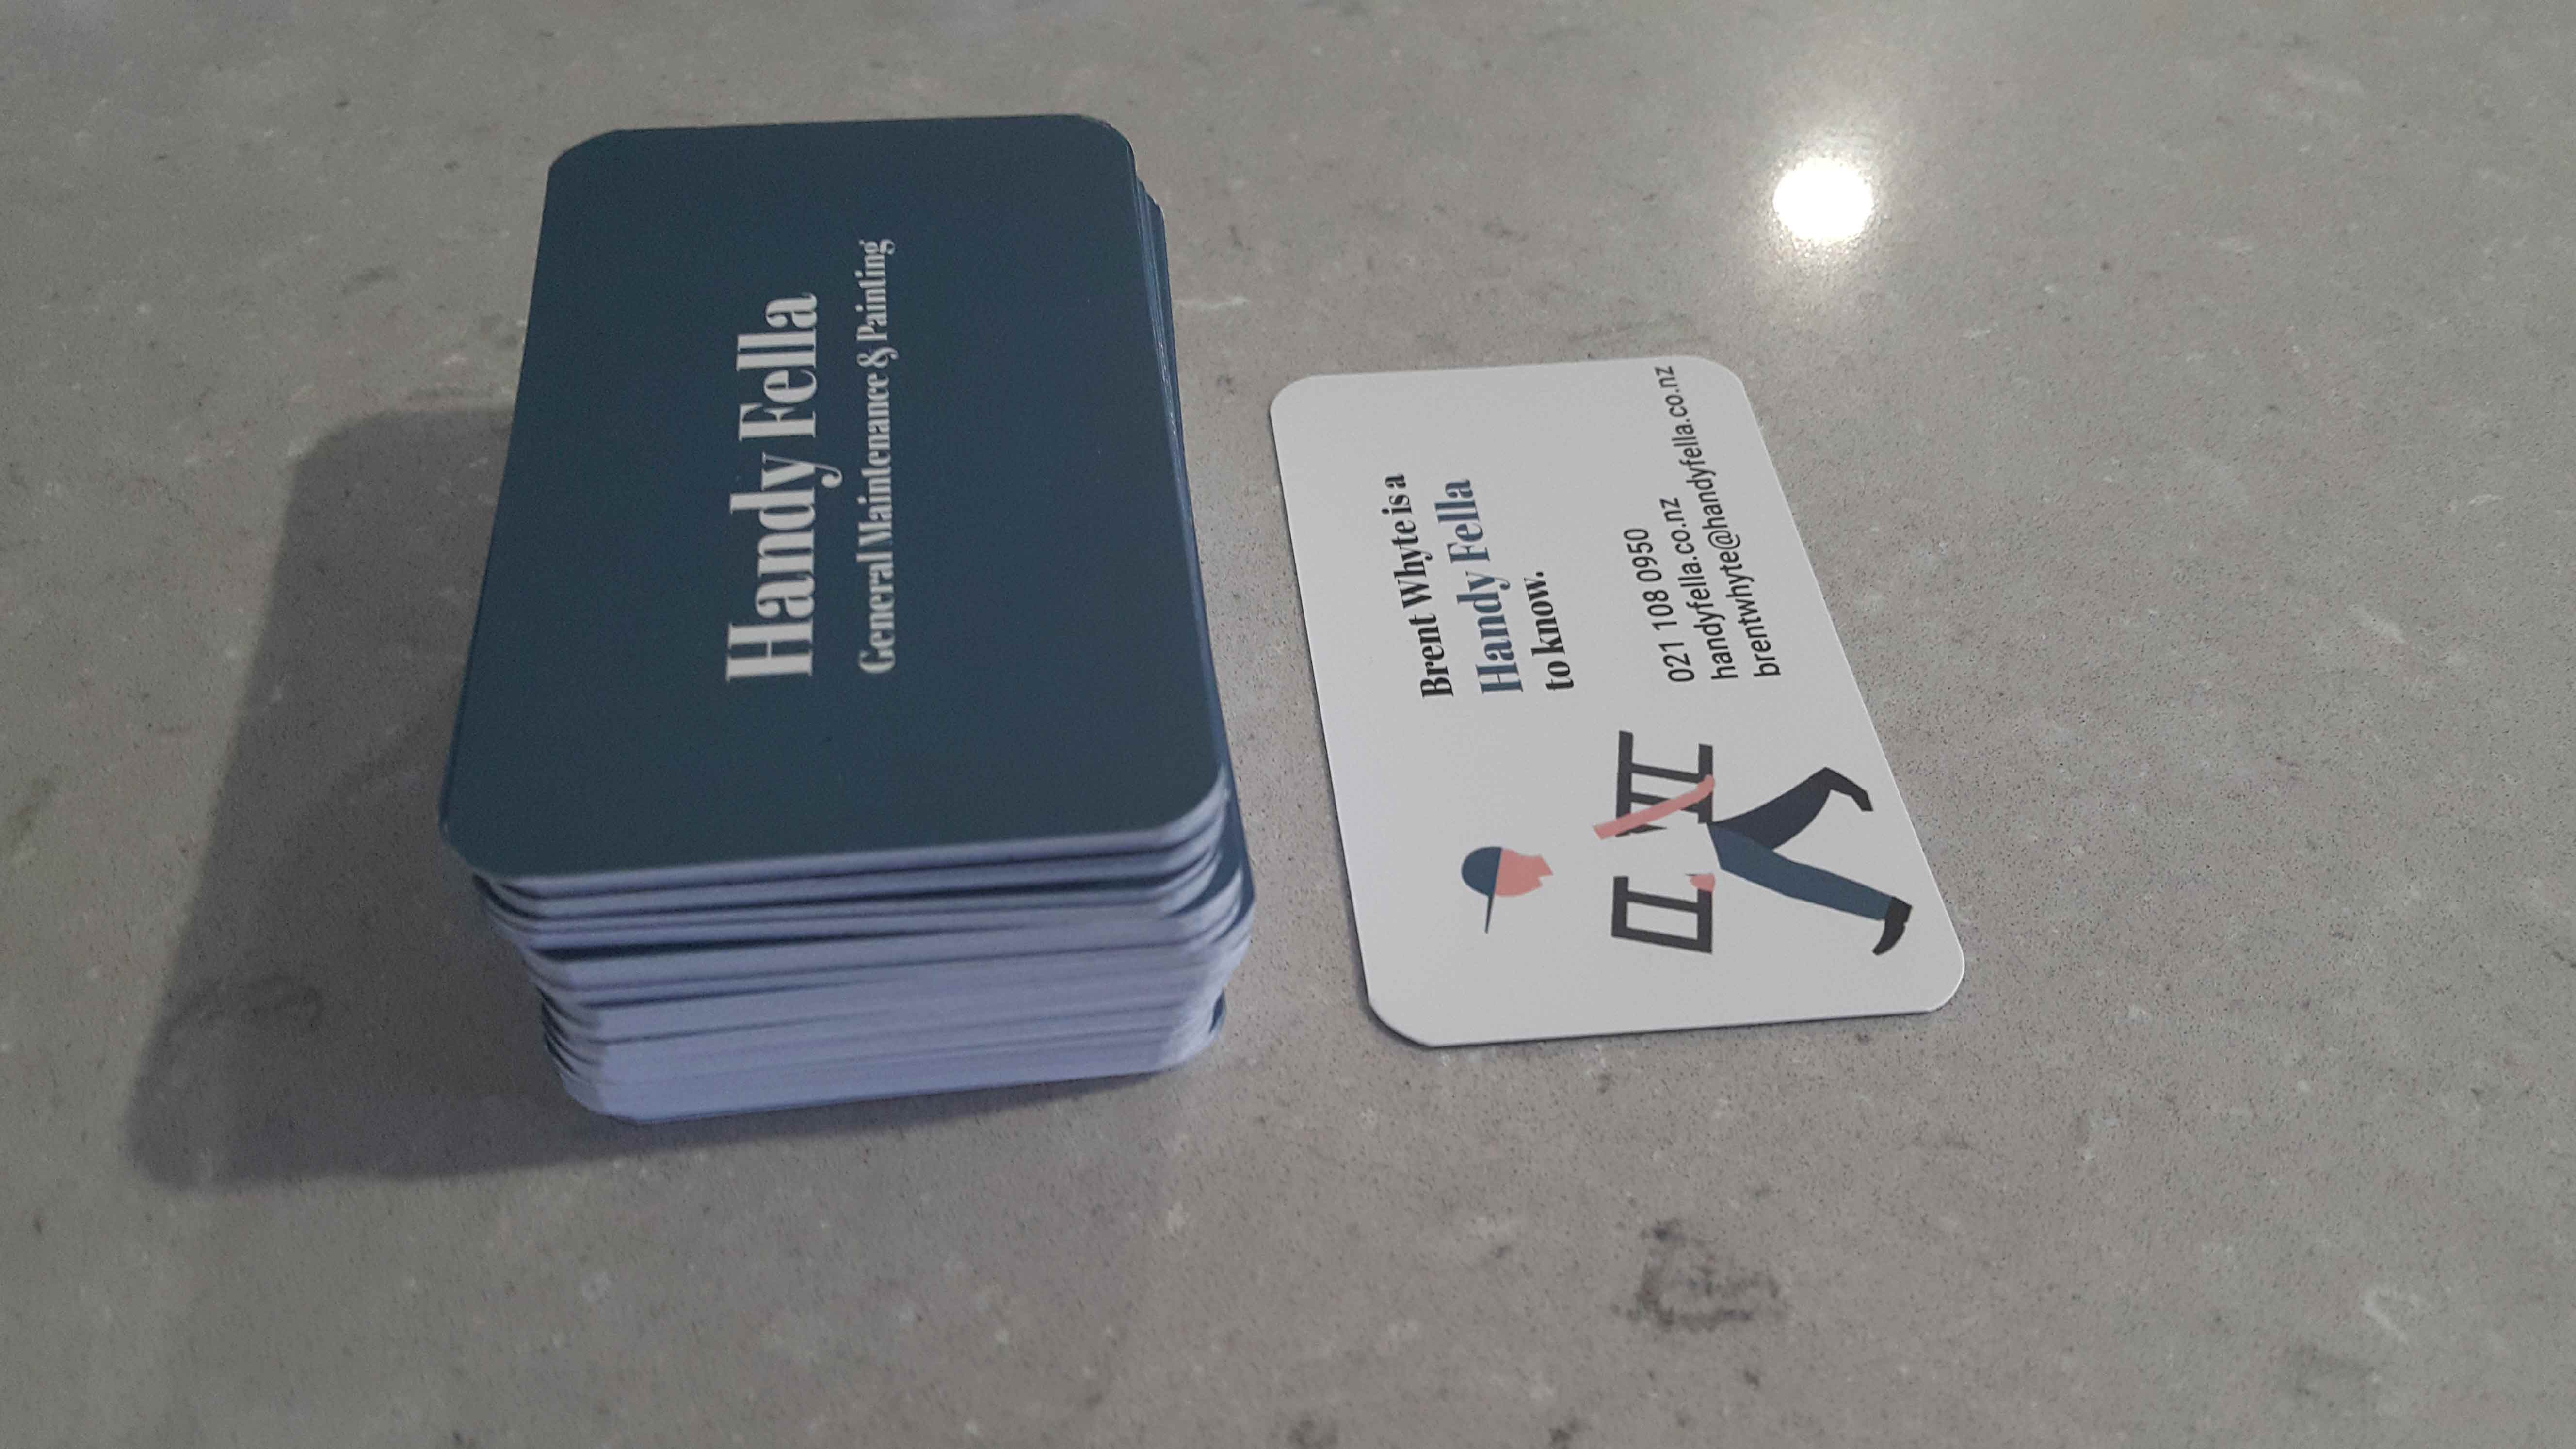 Handy Fella
General Maintenance & Painting
Brent Whyte is a
Handy Fella
to know.
021 108 0950
handyfella.co.nz
brentwhyte@handyfella.co.nz